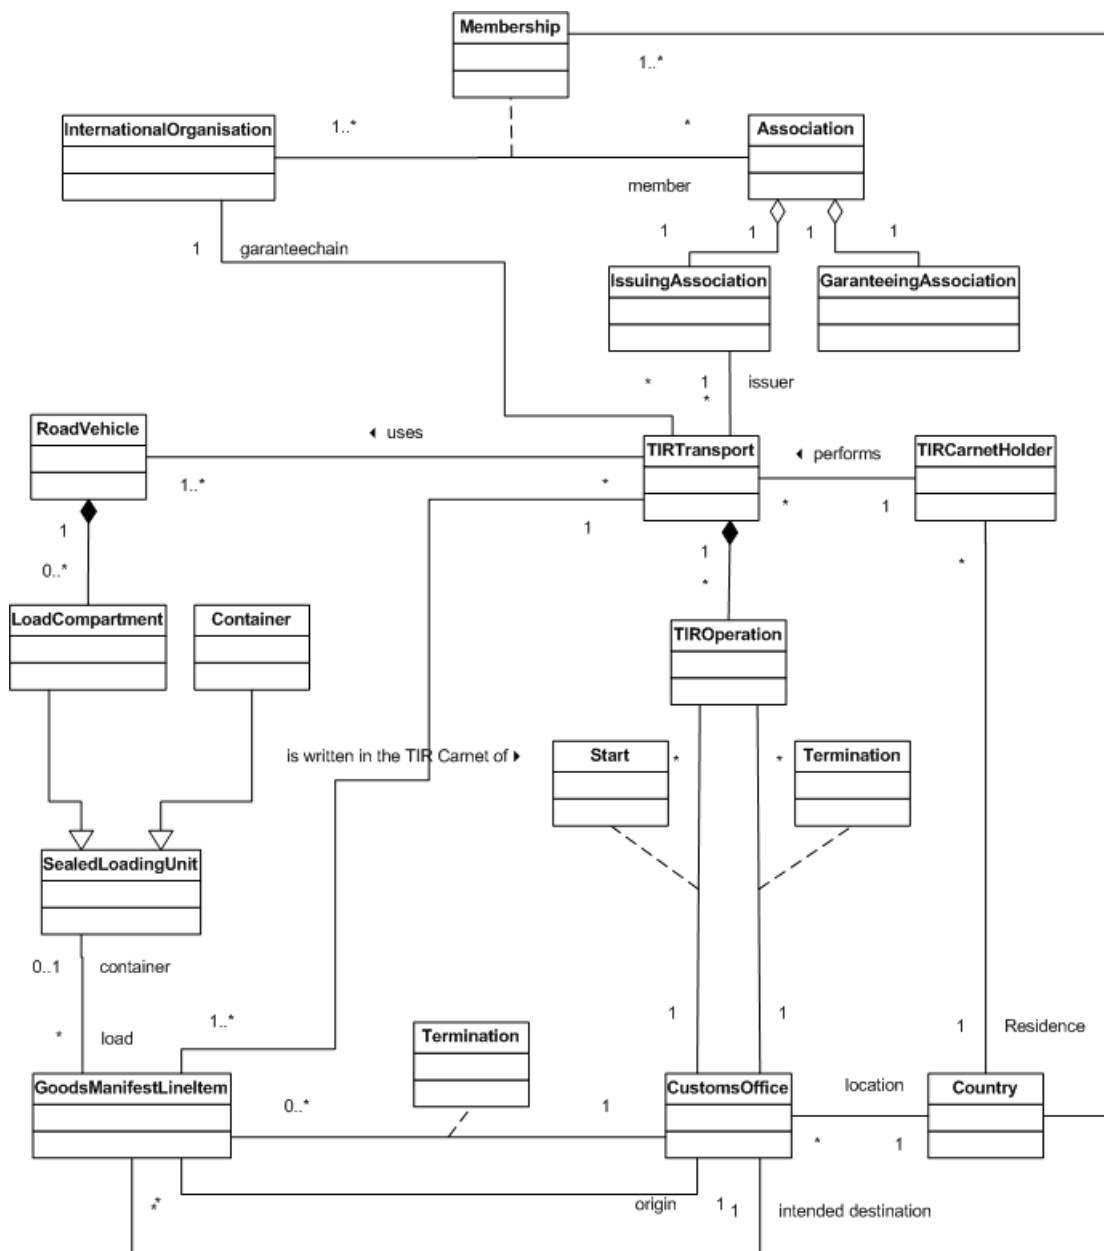 Membership
1..*
InternationalOrganisation
1..*
*
Association
member
1
garanteechain
1
1
1
1
IssuingAssociation
GaranteeingAssociation
*
1
issuer
*
RoadVehicle
uses
TIRTransport
performs
TIRCarnetHolder
1..*
*
*
1
1
1
1
*
0..*
*
LoadCompartment
Container
TIROperation
is written in the TIR Carnet of
Start
*
*
Termination
SealedLoadingUnit
0..1
container
*
load
1..*
1
1
1
Residence
Termination
GoodsManifestLineItem
CustomsOffice
location
Country
0..*
1
*
1
*
*
origin
1
1
intended destination